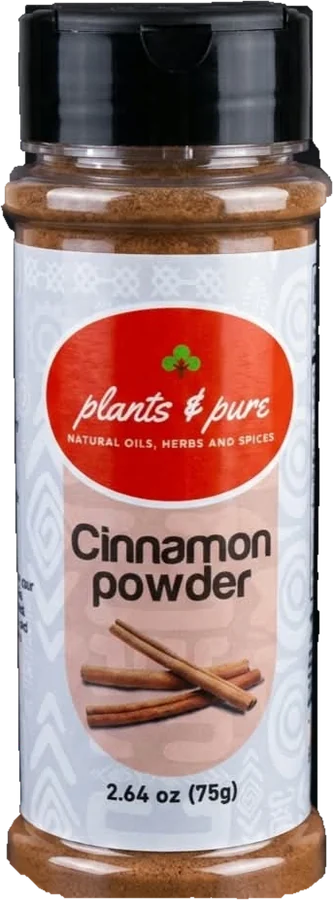 plants & pure
NATURAL OILS, HERBS AND SPICES
Cinnamon
powder
2.64 oz (75g)